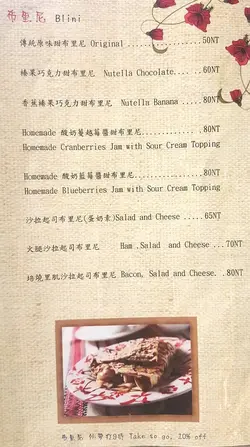 布里尼 Blini
傳統原味甜布里尼 Original ................50NT
榛果巧克力甜布里尼 Nutella Chocolate.... ..60NT
香蕉榛果巧克力甜布里尼 Nutella Banana .....80NT
Homemade 酸奶蔓越莓醬甜布里尼.............. .80NT
Homemade Cranberries Jam with Sour Cream Topping
Homemade 酸奶藍莓醬甜布里尼............... .80NT
Homemade Blueberries Jam with Sour Cream Topping
沙拉起司布里尼(蛋奶素)Salad and Cheese .....65NT
火腿沙拉起司布里尼 Ham ,Salad and Cheese ...70NT
培燒里肌沙拉起司布里尼 Bacon, Salad and Cheese..80NT
布里尼 外帶打9折 Take to go, 10% off